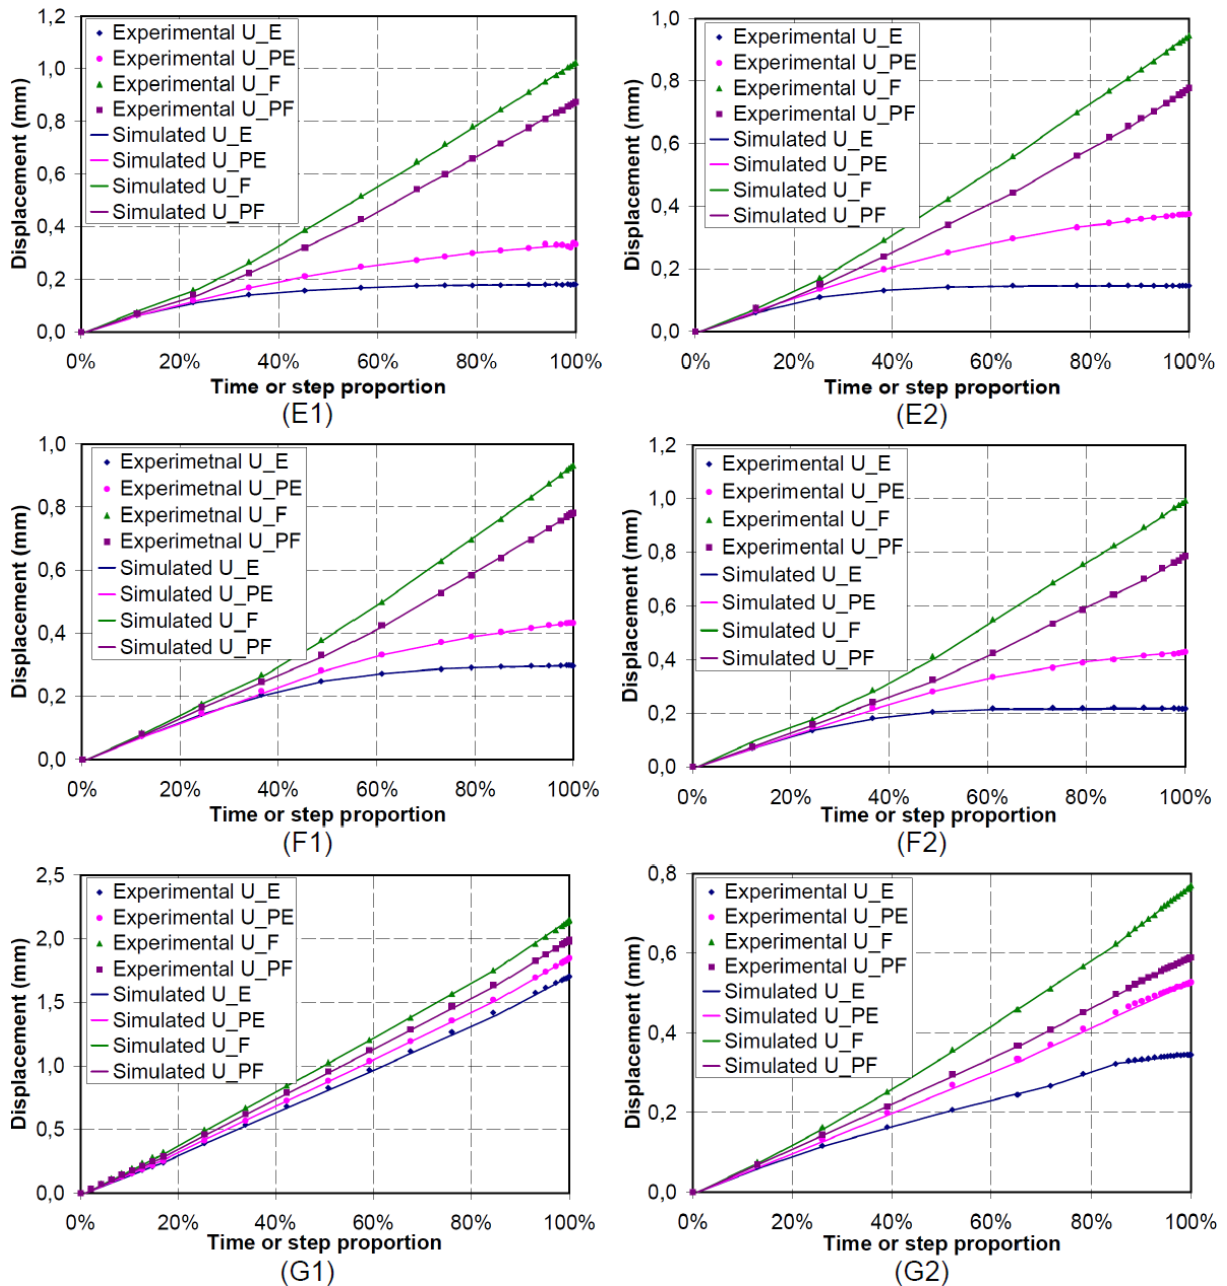 1,2
1,0
0,8
0,6
0,4
0,2
0,0
Displacement (mm)
Experimental U_E
Experimental U_PE
Experimental U_F
Experimental U_PF
Simulated U_E
Simulated U_PE
Simulated U_F
Simulated U_PF
0% 20% 40% 60% 80% 100%
Time or step proportion
(E1)
1,0
0,8
0,6
0,4
0,2
0,0
Displacement (mm)
Experimental U_E
Experimental U_PE
Experimental U_F
Experimental U_PF
Simulated U_E
Simulated U_PE
Simulated U_F
Simulated U_PF
0% 20% 40% 60% 80% 100%
Time or step proportion
(E2)
1,0
0,8
0,6
0,4
0,2
0,0
Displacement (mm)
Experimetnal U_E
Experimetnal U_PE
Experimetnal U_F
Experimetnal U_PF
Simulated U_E
Simulated U_PE
Simulated U_F
Simulated U_PF
0% 20% 40% 60% 80% 100%
Time or step proportion
(F1)
1,2
1,0
0,8
0,6
0,4
0,2
0,0
Displacement (mm)
Experimental U_E
Experimental U_PE
Experimental U_F
Experimental U_PF
Simulated U_E
Simulated U_PE
Simulated U_F
Simulated U_PF
0% 20% 40% 60% 80% 100%
Time or step proportion
(F2)
2,5
2,0
1,5
1,0
0,5
0,0
Displacement (mm)
Experimental U_E
Experimental U_PE
Experimental U_F
Experimental U_PF
Simulated U_E
Simulated U_PE
Simulated U_F
Simulated U_PF
0% 20% 40% 60% 80% 100%
Time or step proportion
(G1)
0,8
0,6
0,4
0,2
0,0
Displacement (mm)
Experimental U_E
Experimental U_PE
Experimental U_F
Experimental U_PF
Simulated U_E
Simulated U_PE
Simulated U_F
Simulated U_PF
0% 20% 40% 60% 80% 100%
Time or step proportion
(G2)